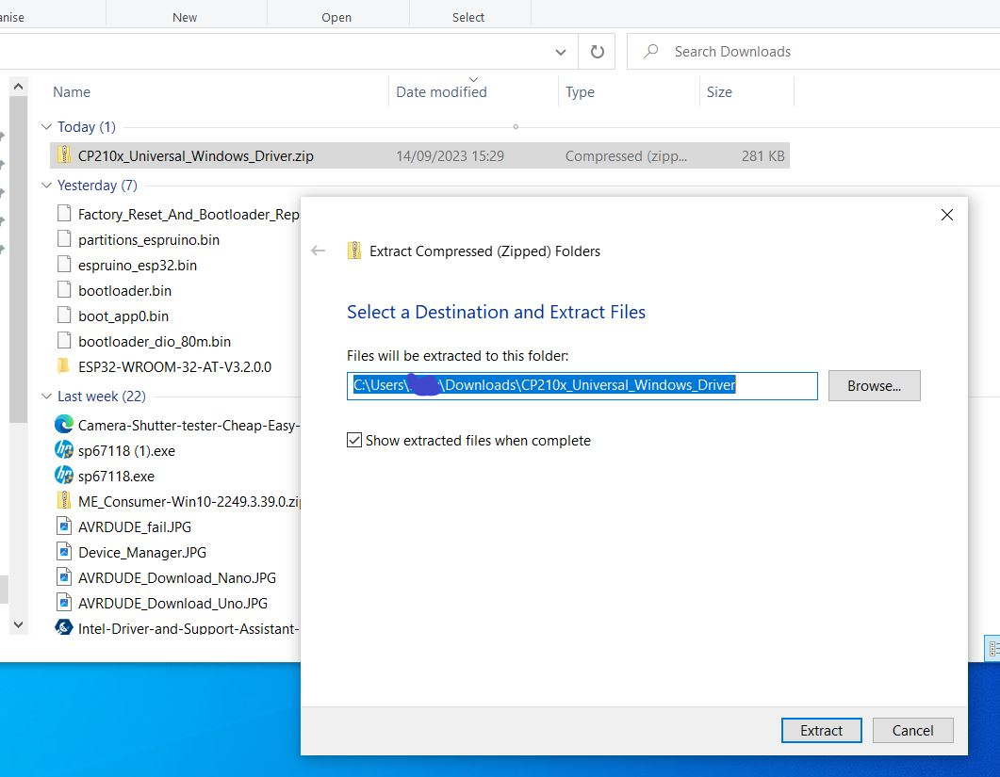 anise
New
Open
Select
Search Downloads
Name
Date modified
Type
Size
Today (1)
CP210x_Universal_Windows_Driver.zip 14/09/2023 15:29 Compressed (zipp... 281 KB
Yesterday (7)
Factory_Reset_And_Bootloader_Rep
partitions_espruino.bin
espruino_esp32.bin
bootloader.bin
boot_app0.bin
bootloader_dio_80m.bin
ESP32-WROOM-32-AT-V3.2.0.0
Last week (22)
Camera-Shutter-tester-Cheap-Easy-
sp67118 (1).exe
sp67118.exe
ME_Consumer-Win10-2249.3.39.0.zip
AVRDUDE_fail.JPG
Device_Manager.JPG
AVRDUDE_Download_Nano.JPG
AVRDUDE_Download_Uno.JPG
Intel-Driver-and-Support-Assistant-
Extract Compressed (Zipped) Folders
Select a Destination and Extract Files
Files will be extracted to this folder:
C:\Users\ \Downloads\CP210x_Universal_Windows_Driver
Browse...
Show extracted files when complete
Extract
Cancel